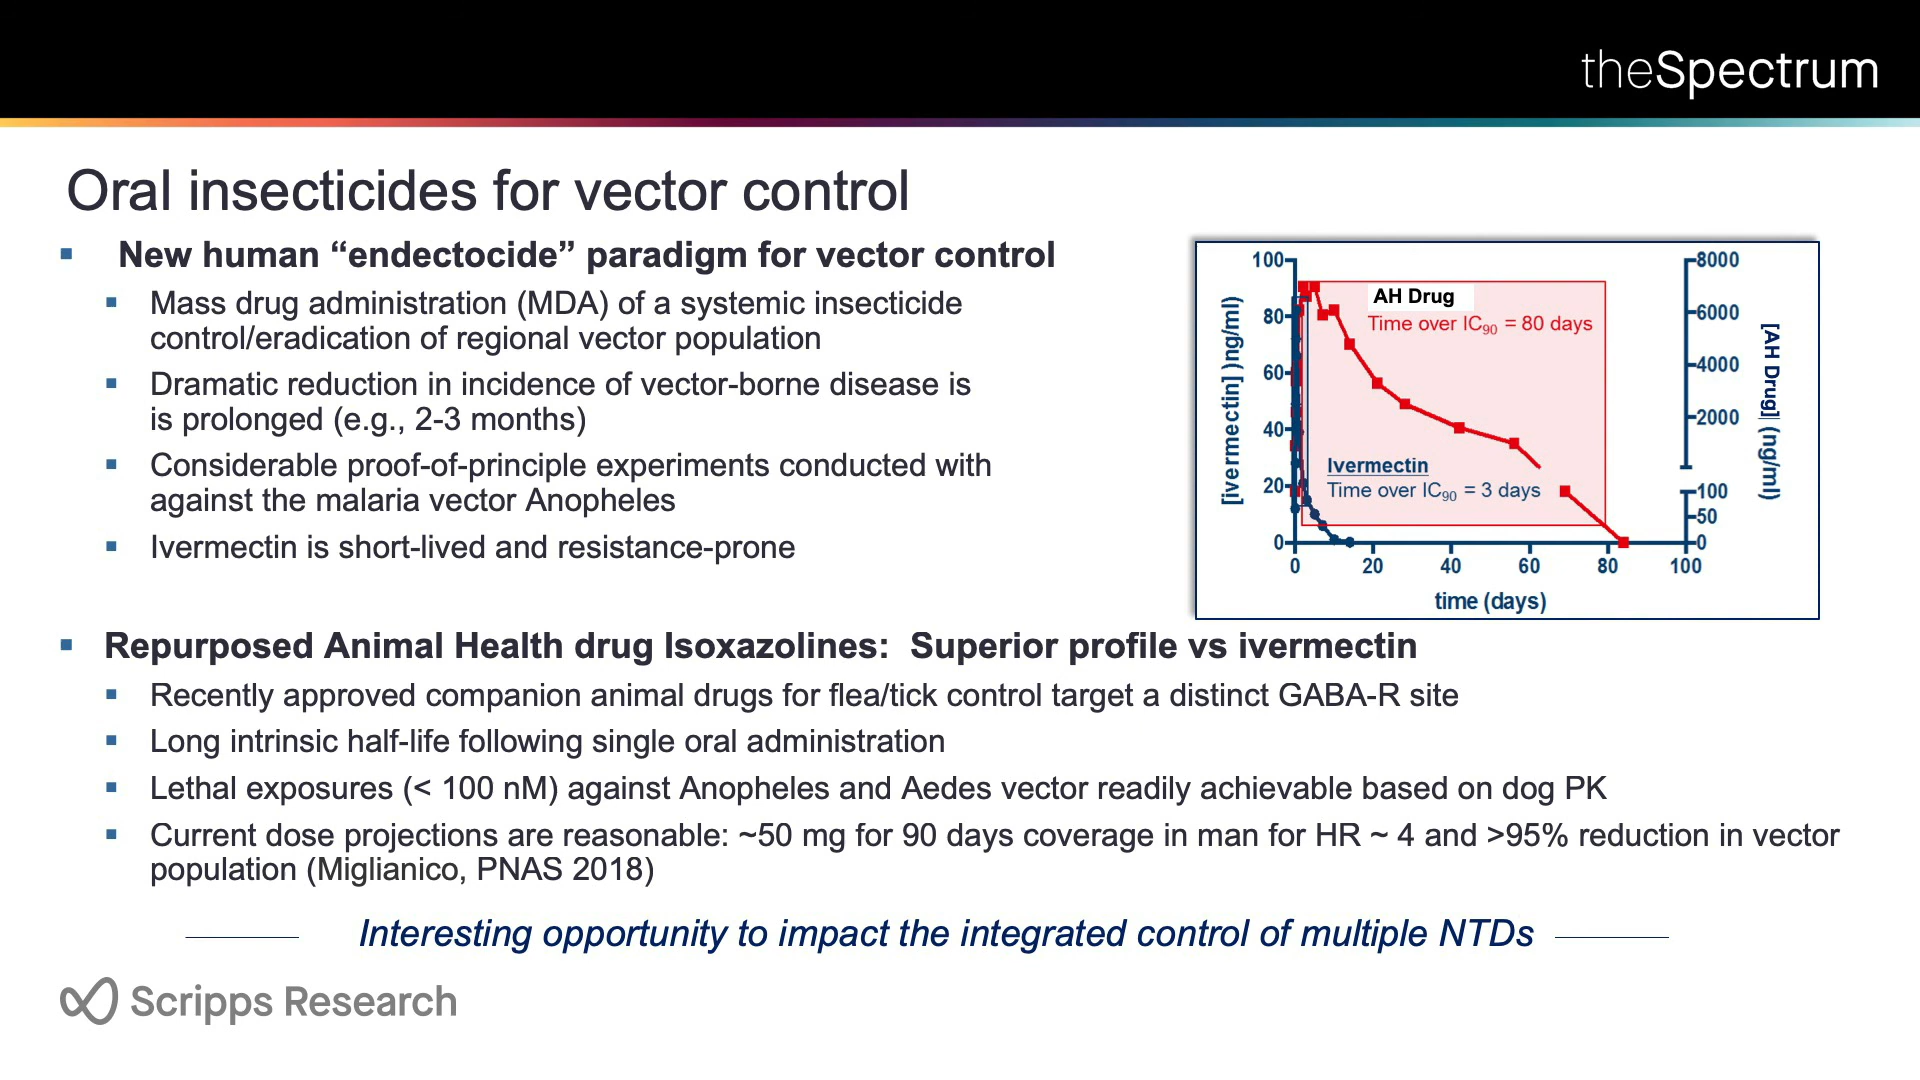 theSpectrum
Oral insecticides for vector control
▪ New human “endectocide” paradigm for vector control
▪ Mass drug administration (MDA) of a systemic insecticide
control/eradication of regional vector population
▪ Dramatic reduction in incidence of vector-borne disease is
is prolonged (e.g., 2-3 months)
▪ Considerable proof-of-principle experiments conducted with
against the malaria vector Anopheles
▪ Ivermectin is short-lived and resistance-prone
[ivermectin] )ng/ml)
100
80
60
40
20
0
AH Drug
Time over IC90 = 80 days
Ivermectin
Time over IC90 = 3 days
8000
6000
4000
2000
100
50
0
[AH Drug] (ng/ml)
0 20 40 60 80 100
time (days)
▪ Repurposed Animal Health drug Isoxazolines:  Superior profile vs ivermectin
▪ Recently approved companion animal drugs for flea/tick control target a distinct GABA-R site
▪ Long intrinsic half-life following single oral administration
▪ Lethal exposures (< 100 nM) against Anopheles and Aedes vector readily achievable based on dog PK
▪ Current dose projections are reasonable: ~50 mg for 90 days coverage in man for HR ~ 4 and >95% reduction in vector
population (Miglianico, PNAS 2018)
Interesting opportunity to impact the integrated control of multiple NTDs
Scripps Research